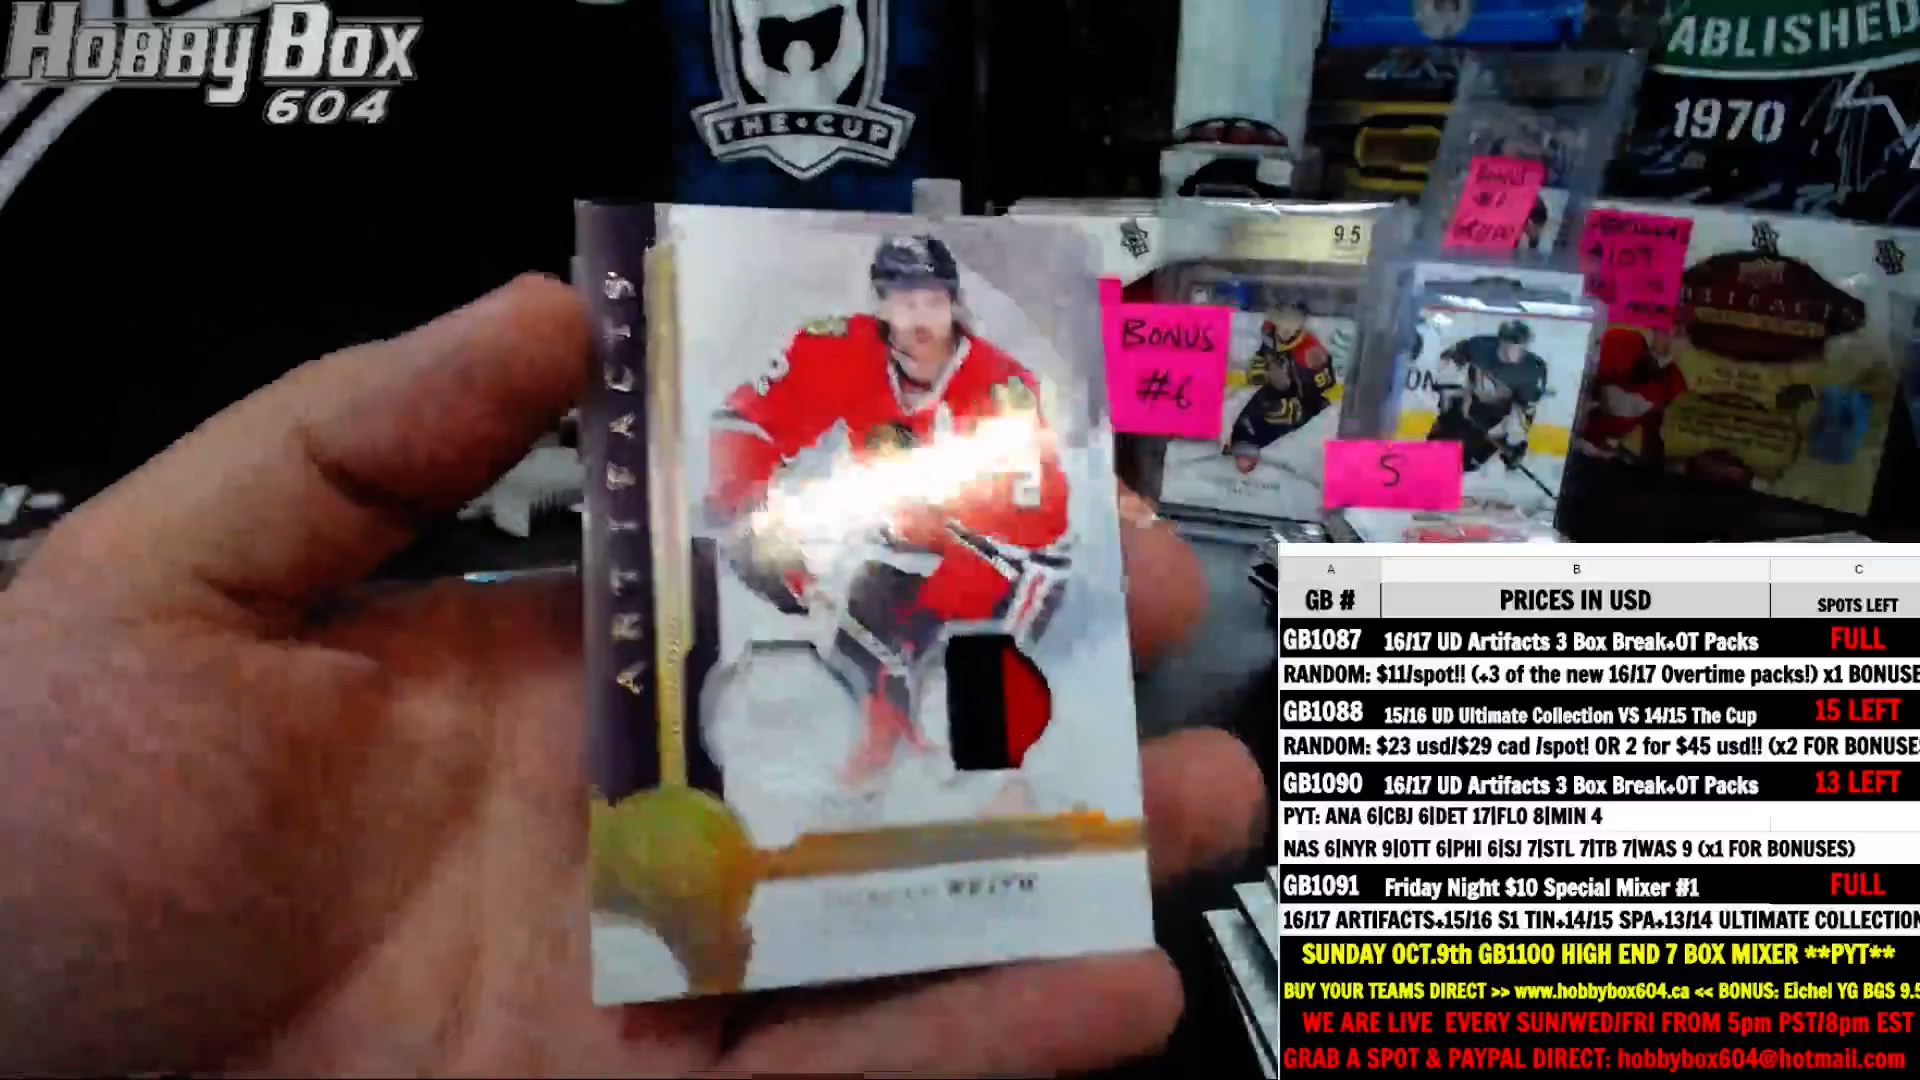 HOBBY BOX
604
THE CUP
ABLISHED
1970
9.5
BONUS
#6
5
ARTIFACTS
KEITH
A B C
GB # PRICES IN USD SPOTS LEFT
GB1087 16/17 UD Artifacts 3 Box Break+OT Packs FULL
RANDOM: $11/spot!! (+3 of the new 16/17 Overtime packs!) x1 BONUSE
GB1088 15/16 UD Ultimate Collection VS 14/15 The Cup 15 LEFT
RANDOM: $23 usd/$29 cad /spot! OR 2 for $45 usd!! (x2 FOR BONUSE
GB1090 16/17 UD Artifacts 3 Box Break+OT Packs 13 LEFT
PYT: ANA 6|CBJ 6|DET 17|FLO 8|MIN 4
NAS 6|NYR 9|OTT 6|PHI 6|SJ 7|STL 7|TB 7|WAS 9 (x1 FOR BONUSES)
GB1091 Friday Night $10 Special Mixer #1 FULL
16/17 ARTIFACTS+15/16 S1 TIN+14/15 SPA+13/14 ULTIMATE COLLECTION
SUNDAY OCT.9th GB1100 HIGH END 7 BOX MIXER **PYT**
BUY YOUR TEAMS DIRECT >> www.hobbybox604.ca << BONUS: Eichel YG BGS 9.5
WE ARE LIVE EVERY SUN/WED/FRI FROM 5pm PST/8pm EST
GRAB A SPOT & PAYPAL DIRECT: hobbybox604@hotmail.com